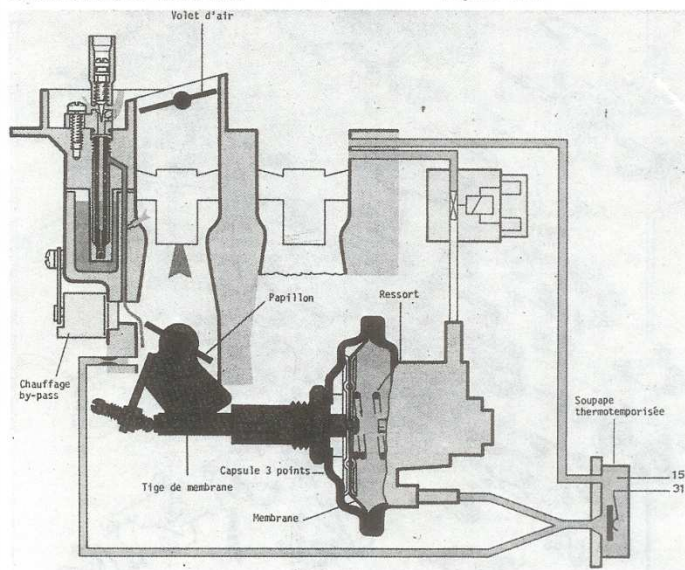 Volet d'air
Papillon
Ressort
Chauffage
by-pass
Soupape
thermotemporisée
15
31
Capsule 3 points
Tige de membrane
Membrane